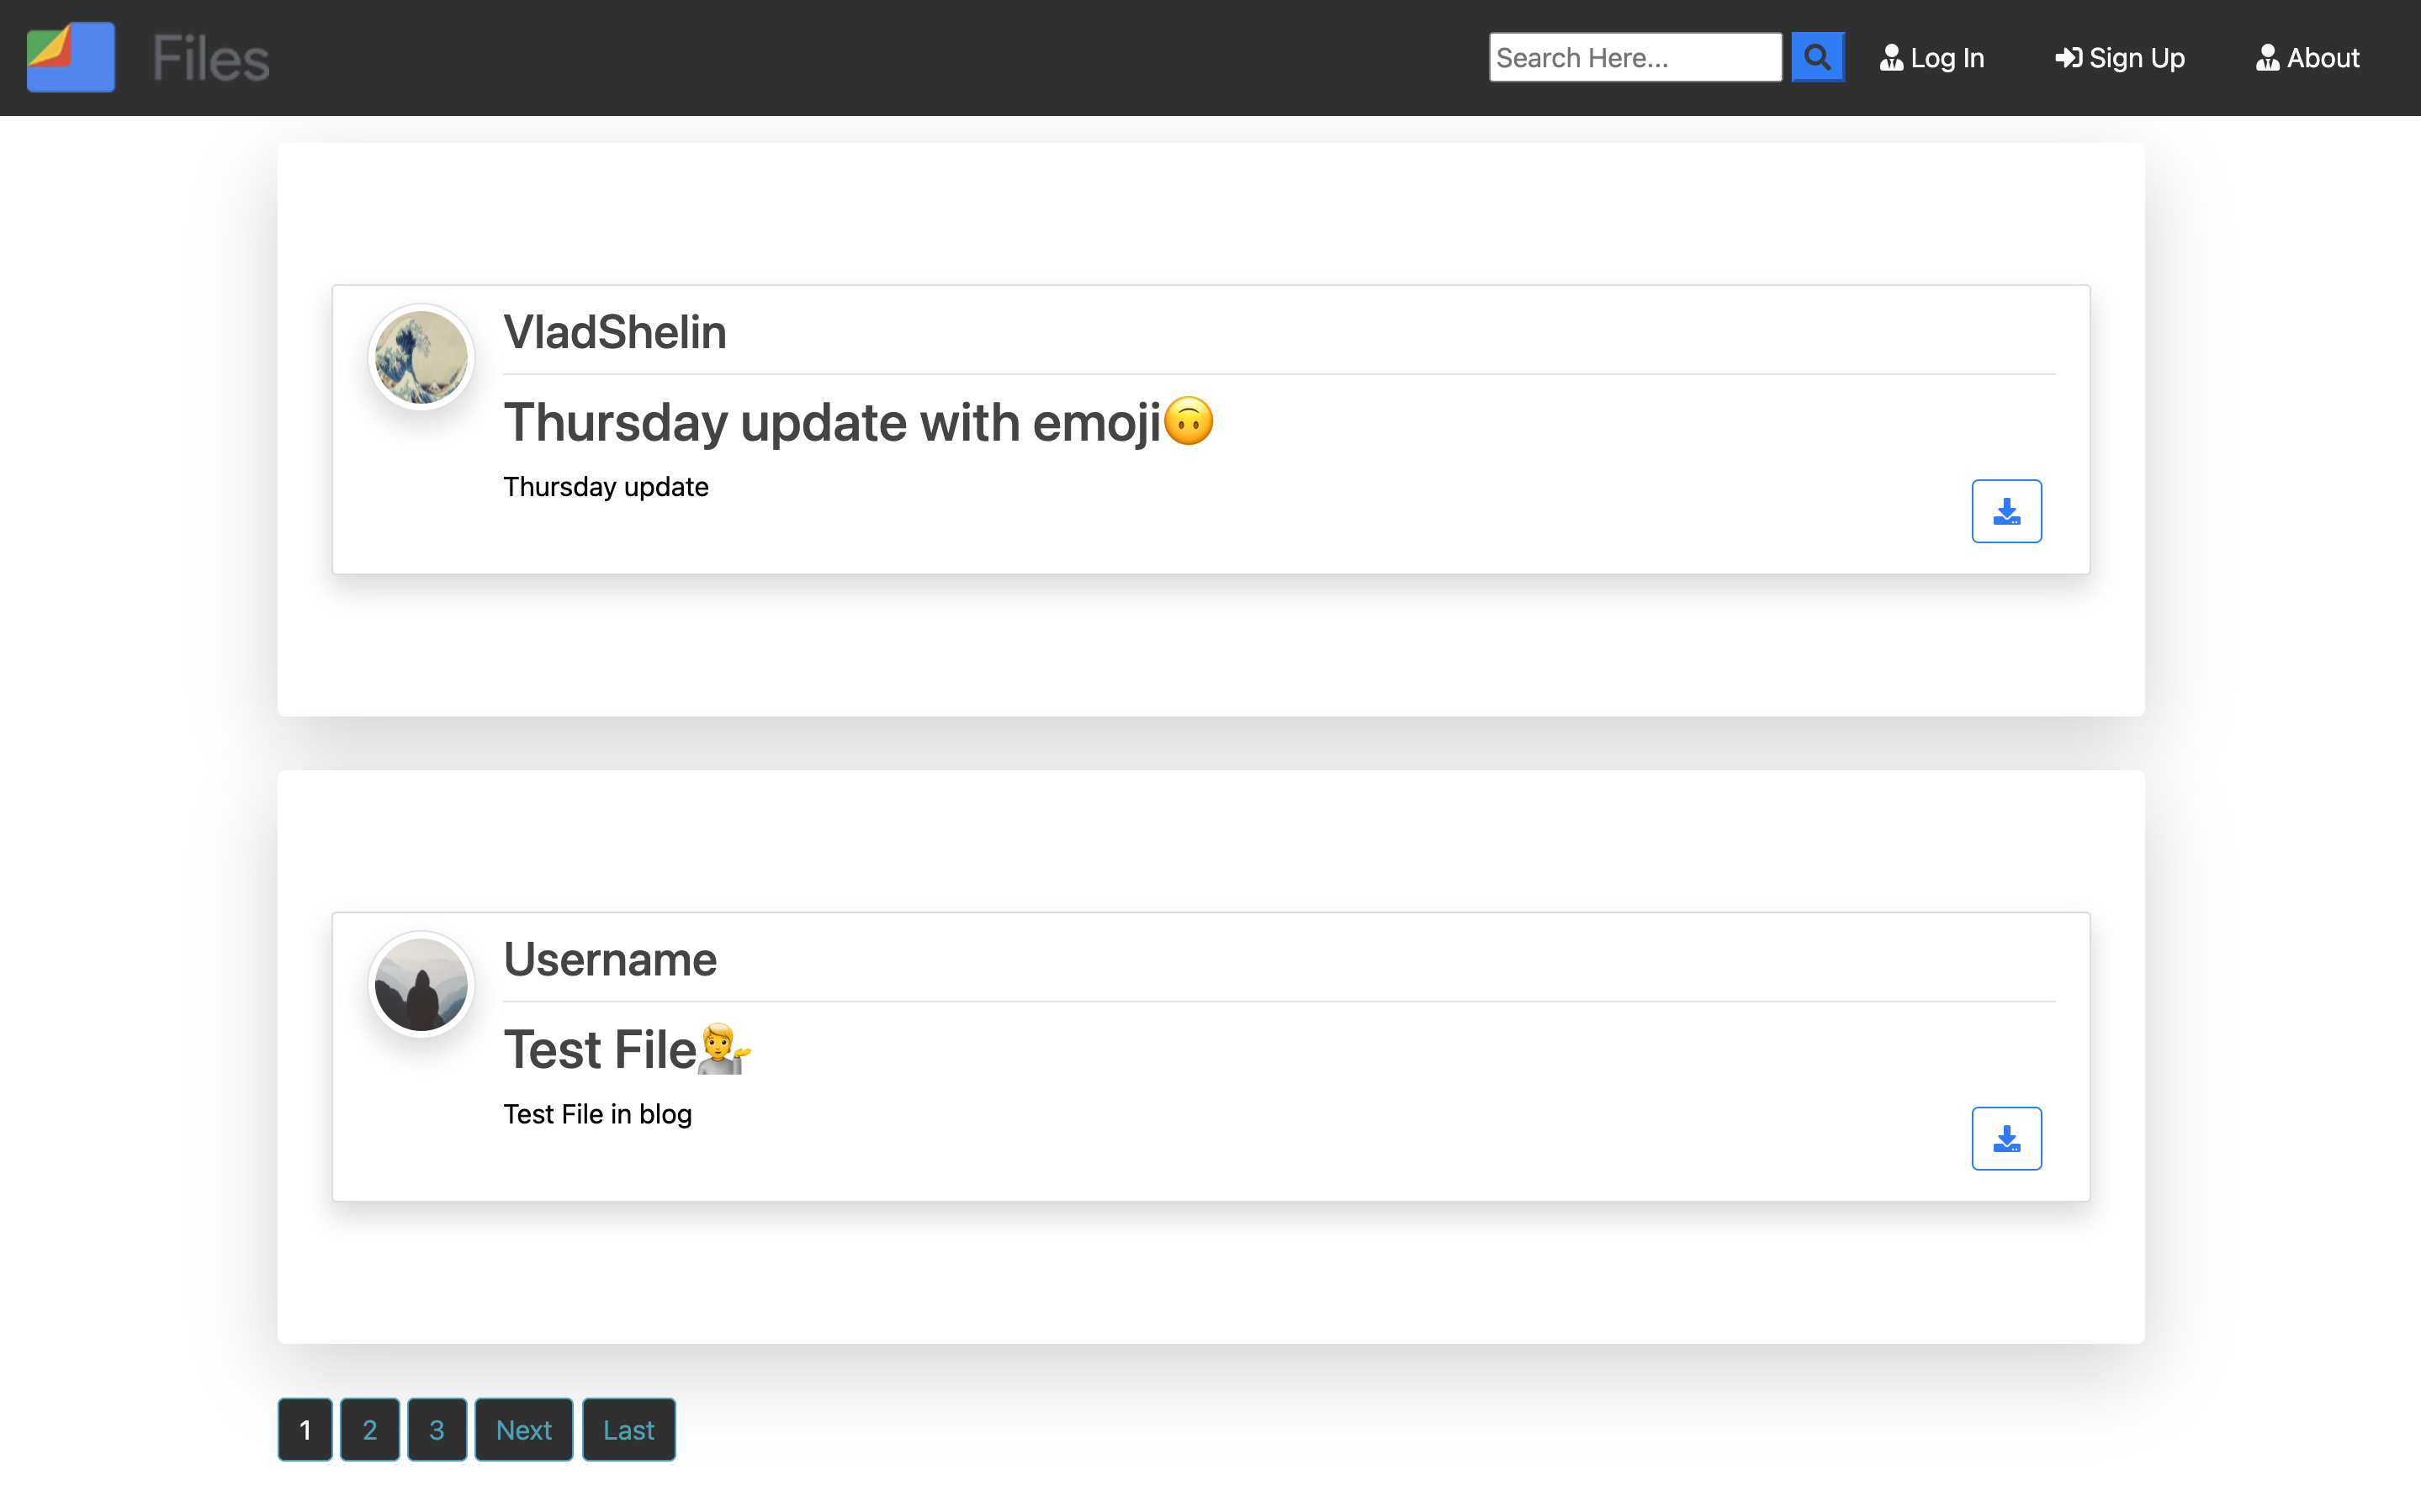 Files
Search Here...
Log In
Sign Up
About
VladShelin
Thursday update with emoji🙃
Thursday update
Username
Test File💁
Test File in blog
1
2
3
Next
Last